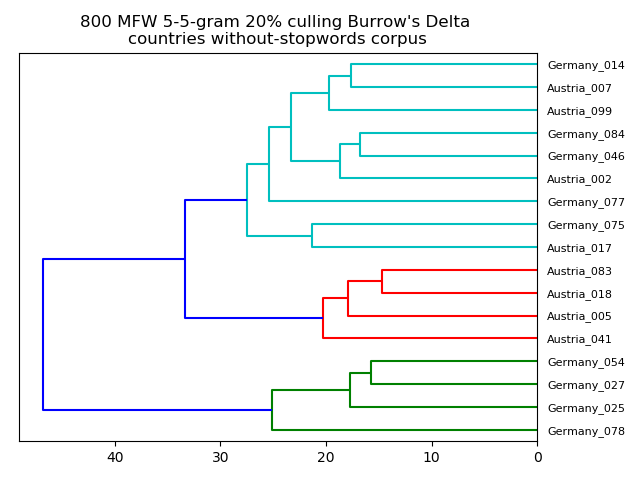 800 MFW 5-5-gram 20% culling Burrow's Delta
countries without-stopwords corpus
Germany_014
Austria_007
Austria_099
Germany_084
Germany_046
Austria_002
Germany_077
Germany_075
Austria_017
Austria_083
Austria_018
Austria_005
Austria_041
Germany_054
Germany_027
Germany_025
Germany_078
40 30 20 10 0